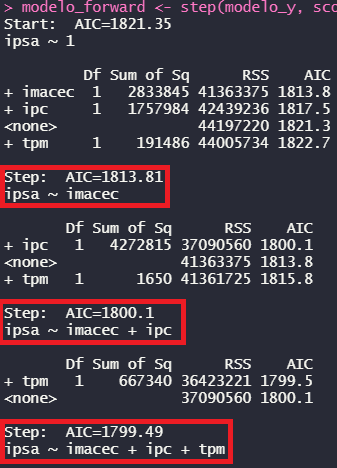 > modelo_forward <- step(modelo_y, sco
Start:  AIC=1821.35
ipsa ~ 1

         Df Sum of Sq      RSS    AIC
+ imacec  1   2833845 41363375 1813.8
+ ipc     1   1757984 42439236 1817.5
<none>                44197220 1821.3
+ tpm     1    191486 44005734 1822.7

Step:  AIC=1813.81
ipsa ~ imacec

       Df Sum of Sq      RSS    AIC
+ ipc   1   4272815 37090560 1800.1
<none>              41363375 1813.8
+ tpm   1      1650 41361725 1815.8

Step:  AIC=1800.1
ipsa ~ imacec + ipc

       Df Sum of Sq      RSS    AIC
+ tpm   1    667340 36423221 1799.5
<none>              37090560 1800.1

Step:  AIC=1799.49
ipsa ~ imacec + ipc + tpm